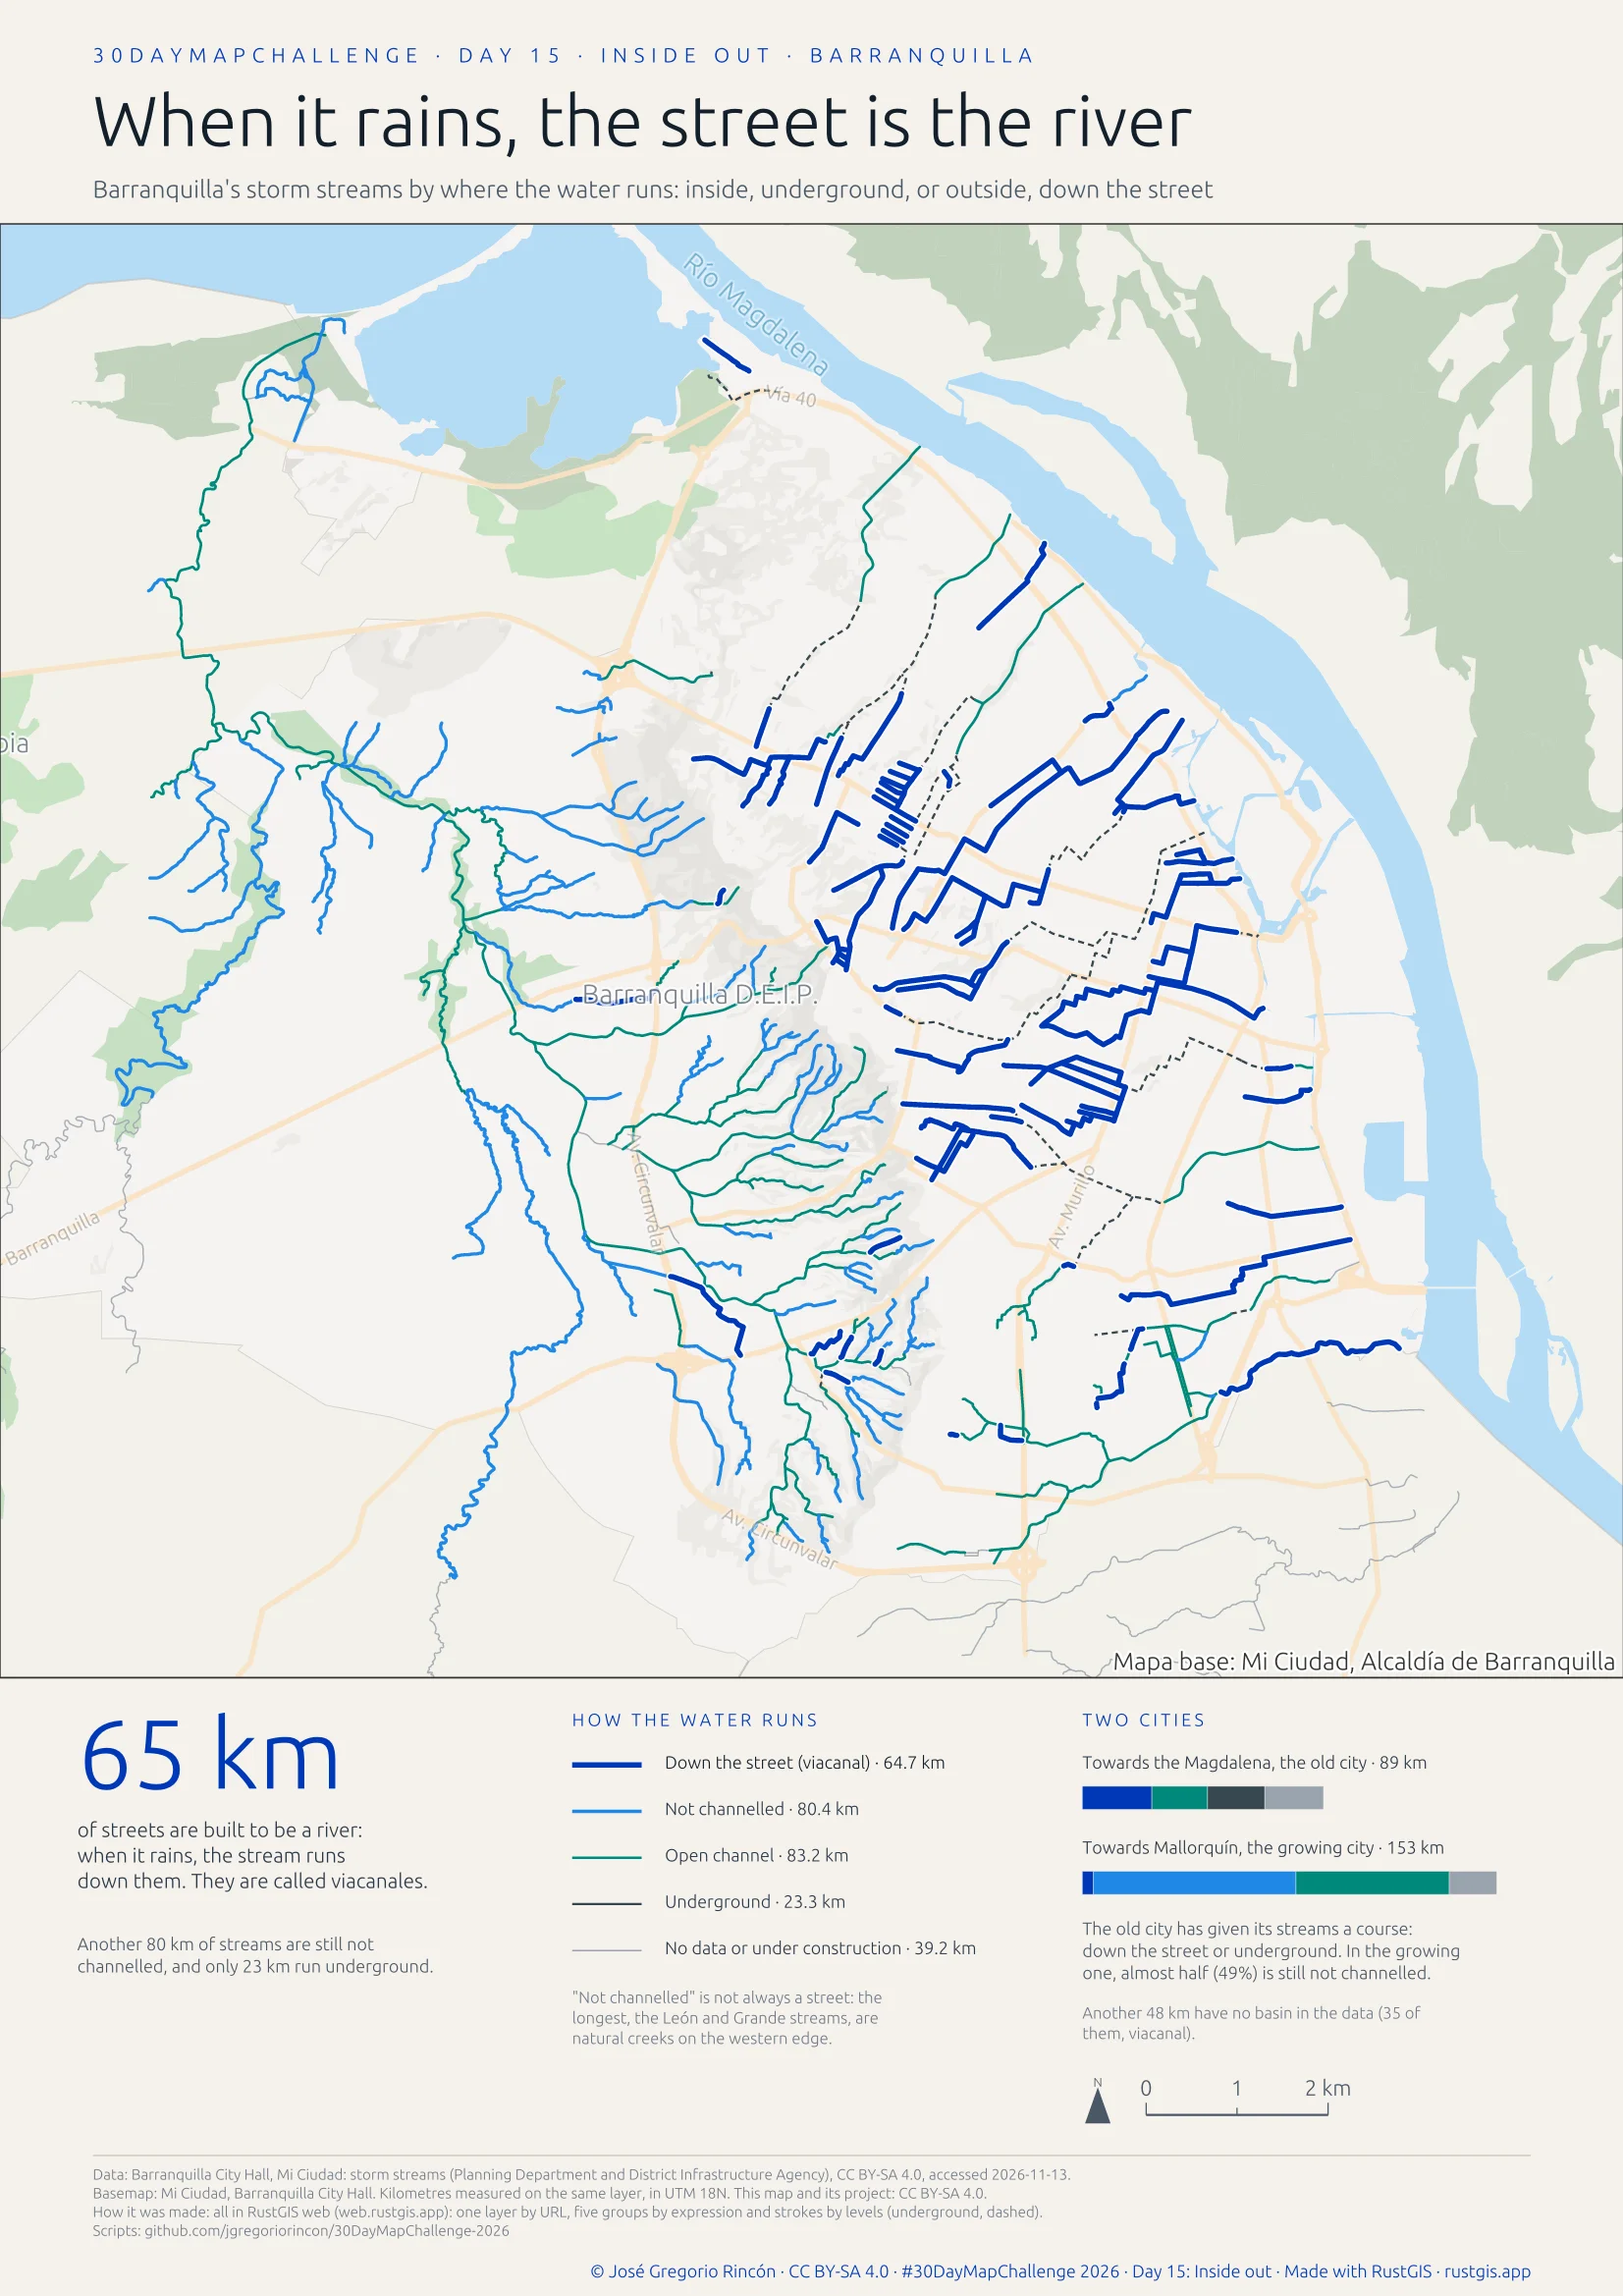 30DAYMAPCHALLENGE · DAY 15 · INSIDE OUT · BARRANQUILLA
When it rains, the street is the river
Barranquilla's storm streams by where the water runs: inside, underground, or outside, down the street
Río Magdalena
Vía 40
bia
Barranquilla D.E.I.P.
Av. Circunvalar
Av. Murillo
Barranquilla
Av. Circunvalar
Mapa base: Mi Ciudad, Alcaldía de Barranquilla
65 km
of streets are built to be a river:
when it rains, the stream runs
down them. They are called viacanales.
Another 80 km of streams are still not
channelled, and only 23 km run underground.
HOW THE WATER RUNS
Down the street (viacanal) · 64.7 km
Not channelled · 80.4 km
Open channel · 83.2 km
Underground · 23.3 km
No data or under construction · 39.2 km
"Not channelled" is not always a street: the
longest, the León and Grande streams, are
natural creeks on the western edge.
TWO CITIES
Towards the Magdalena, the old city · 89 km
Towards Mallorquín, the growing city · 153 km
The old city has given its streams a course:
down the street or underground. In the growing
one, almost half (49%) is still not channelled.
Another 48 km have no basin in the data (35 of
them, viacanal).
N
0 1 2 km
Data: Barranquilla City Hall, Mi Ciudad: storm streams (Planning Department and District Infrastructure Agency), CC BY-SA 4.0, accessed 2026-11-13.
Basemap: Mi Ciudad, Barranquilla City Hall. Kilometres measured on the same layer, in UTM 18N. This map and its project: CC BY-SA 4.0.
How it was made: all in RustGIS web (web.rustgis.app): one layer by URL, five groups by expression and strokes by levels (underground, dashed).
Scripts: github.com/jgregoriorincon/30DayMapChallenge-2026
© José Gregorio Rincón · CC BY-SA 4.0 · #30DayMapChallenge 2026 · Day 15: Inside out · Made with RustGIS · rustgis.app